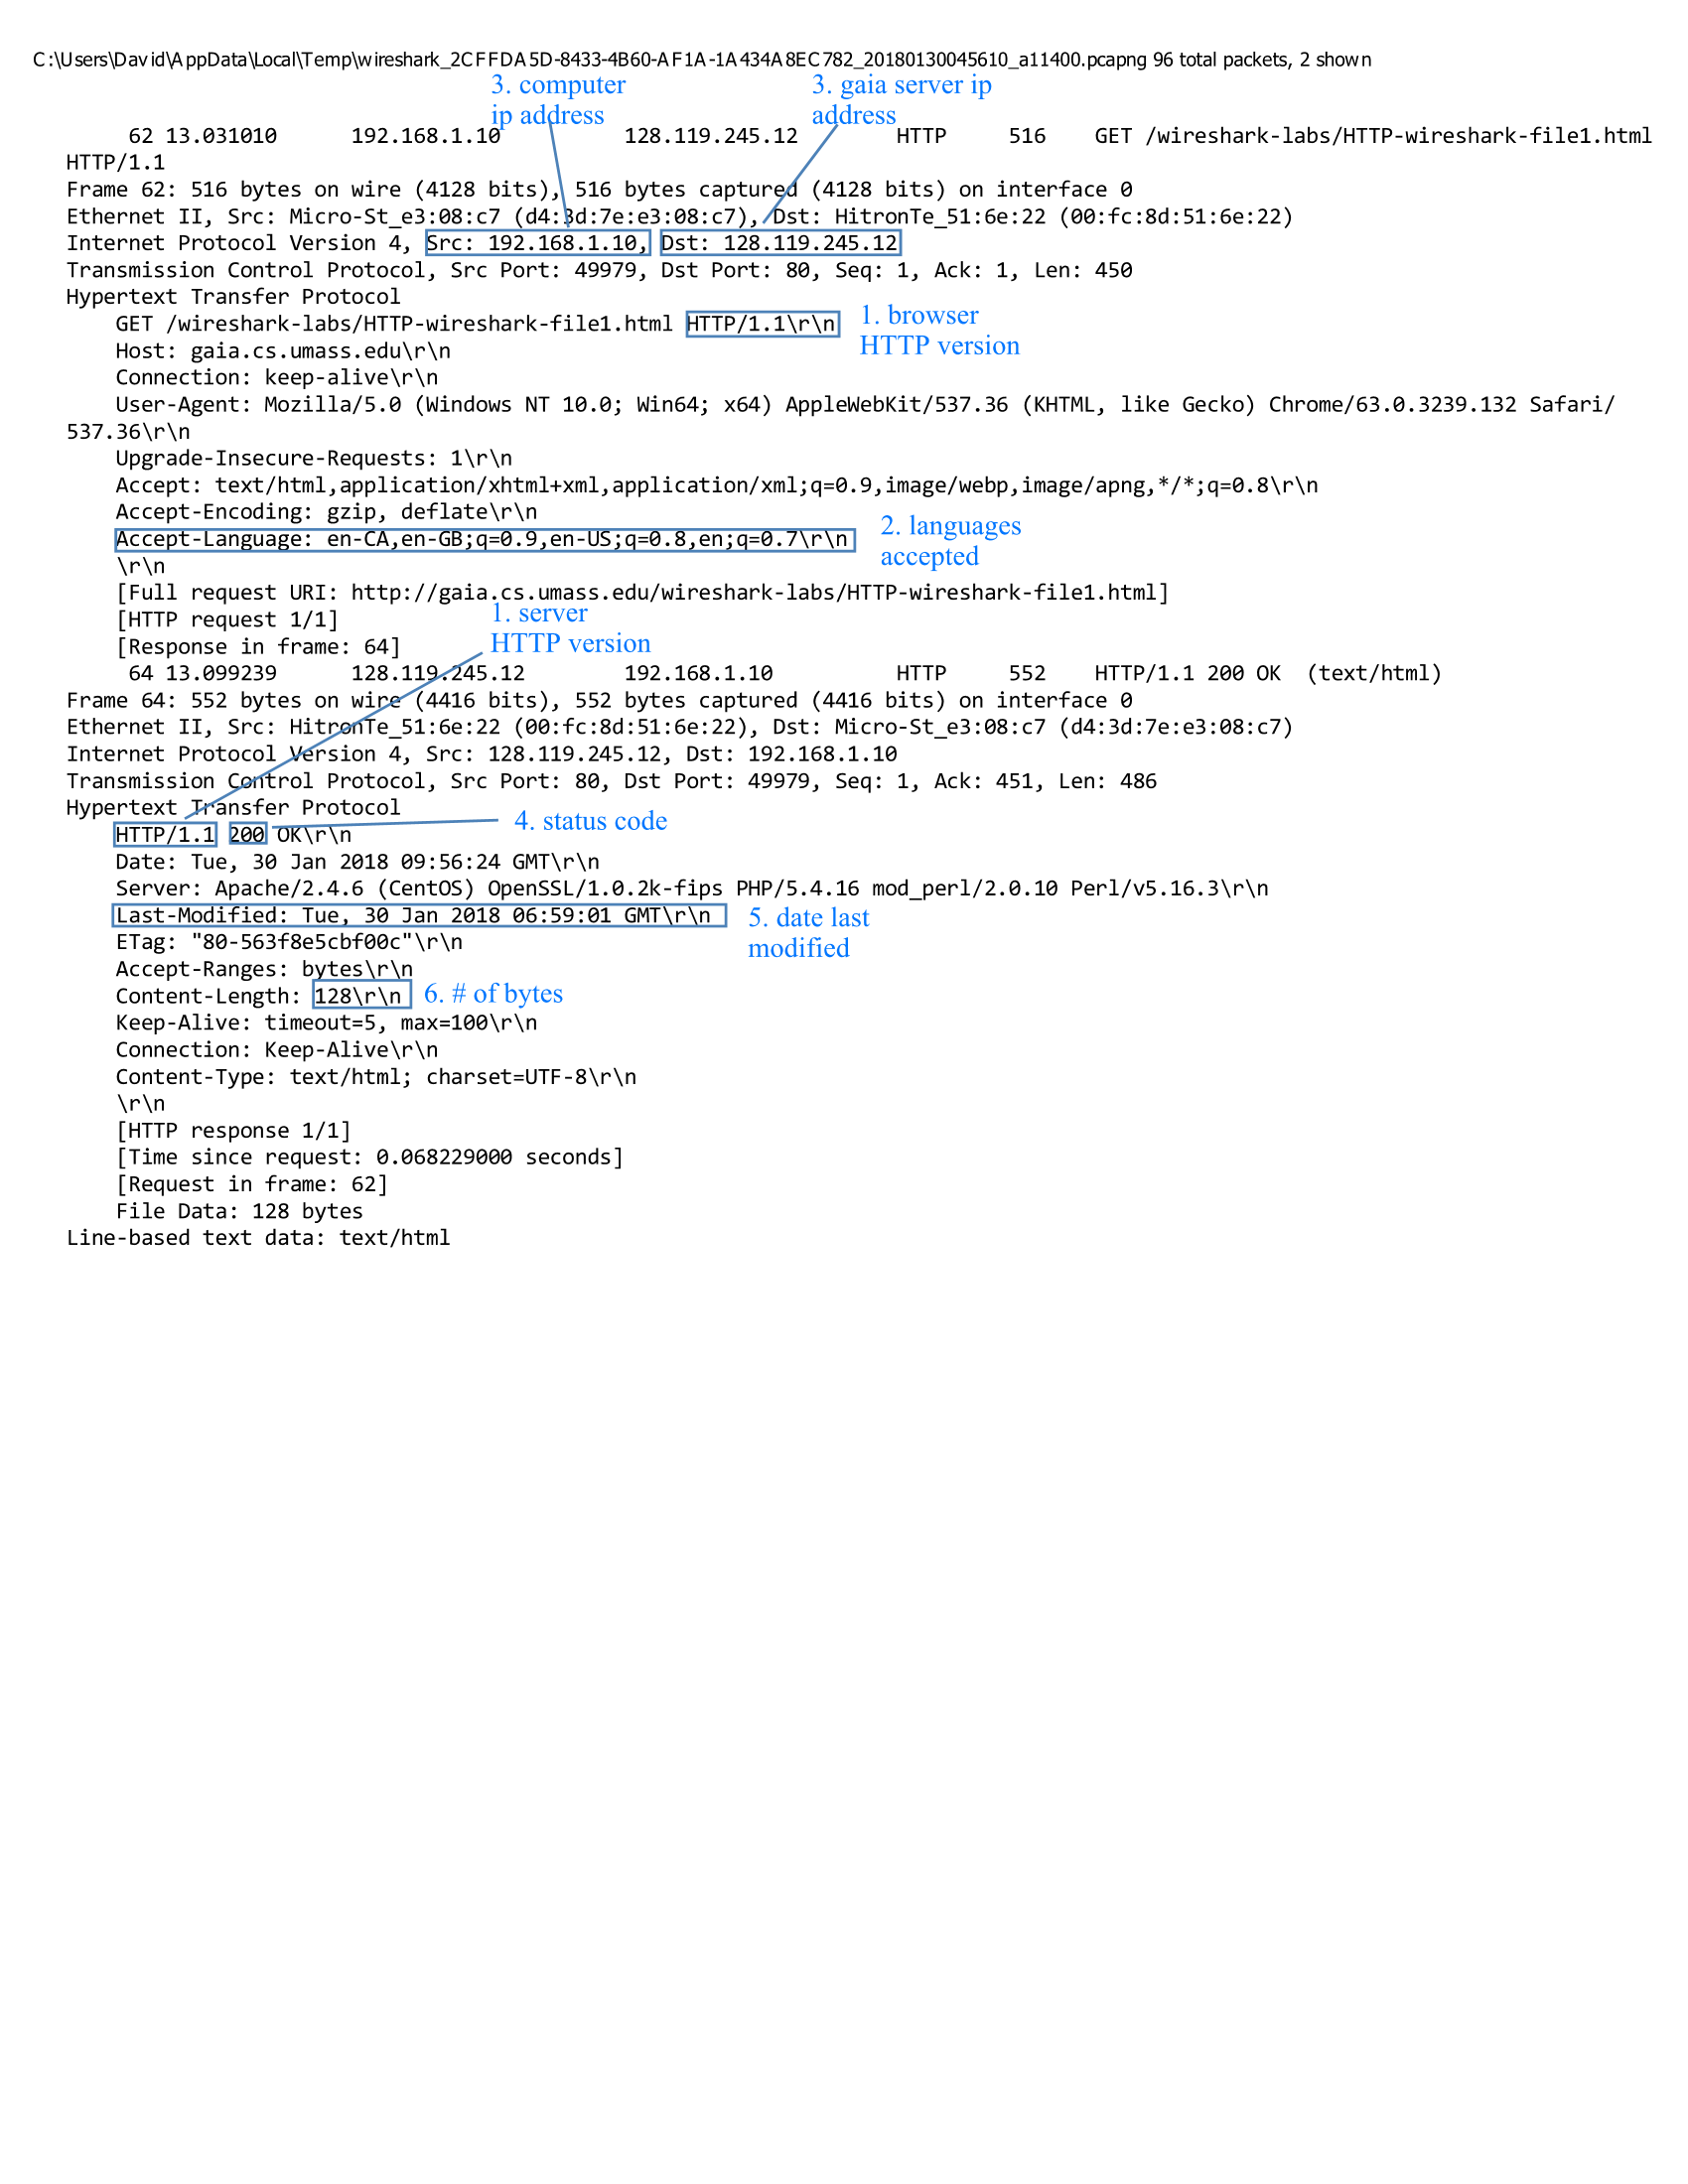 C:\Users\David\AppData\Local\Temp\wireshark_2CFFDA5D-8433-4B60-AF1A-1A434A8EC782_20180130045610_a11400.pcapng 96 total packets, 2 shown
3. computer
ip address
3. gaia server ip
address
62 13.031010 192.168.1.10 128.119.245.12 HTTP 516 GET /wireshark-labs/HTTP-wireshark-file1.html
HTTP/1.1
Frame 62: 516 bytes on wire (4128 bits), 516 bytes captured (4128 bits) on interface 0
Ethernet II, Src: Micro-St_e3:08:c7 (d4:3d:7e:e3:08:c7), Dst: HitronTe_51:6e:22 (00:fc:8d:51:6e:22)
Internet Protocol Version 4, Src: 192.168.1.10, Dst: 128.119.245.12
Transmission Control Protocol, Src Port: 49979, Dst Port: 80, Seq: 1, Ack: 1, Len: 450
Hypertext Transfer Protocol
GET /wireshark-labs/HTTP-wireshark-file1.html HTTP/1.1\r\n
1. browser
HTTP version
Host: gaia.cs.umass.edu\r\n
Connection: keep-alive\r\n
User-Agent: Mozilla/5.0 (Windows NT 10.0; Win64; x64) AppleWebKit/537.36 (KHTML, like Gecko) Chrome/63.0.3239.132 Safari/
537.36\r\n
Upgrade-Insecure-Requests: 1\r\n
Accept: text/html,application/xhtml+xml,application/xml;q=0.9,image/webp,image/apng,*/*;q=0.8\r\n
Accept-Encoding: gzip, deflate\r\n
Accept-Language: en-CA,en-GB;q=0.9,en-US;q=0.8,en;q=0.7\r\n
2. languages
accepted
\r\n
[Full request URI: http://gaia.cs.umass.edu/wireshark-labs/HTTP-wireshark-file1.html]
[HTTP request 1/1]
[Response in frame: 64]
1. server
HTTP version
64 13.099239 128.119.245.12 192.168.1.10 HTTP 552 HTTP/1.1 200 OK (text/html)
Frame 64: 552 bytes on wire (4416 bits), 552 bytes captured (4416 bits) on interface 0
Ethernet II, Src: HitronTe_51:6e:22 (00:fc:8d:51:6e:22), Dst: Micro-St_e3:08:c7 (d4:3d:7e:e3:08:c7)
Internet Protocol Version 4, Src: 128.119.245.12, Dst: 192.168.1.10
Transmission Control Protocol, Src Port: 80, Dst Port: 49979, Seq: 1, Ack: 451, Len: 486
Hypertext Transfer Protocol
HTTP/1.1 200 OK\r\n
4. status code
Date: Tue, 30 Jan 2018 09:56:24 GMT\r\n
Server: Apache/2.4.6 (CentOS) OpenSSL/1.0.2k-fips PHP/5.4.16 mod_perl/2.0.10 Perl/v5.16.3\r\n
Last-Modified: Tue, 30 Jan 2018 06:59:01 GMT\r\n
5. date last
modified
ETag: "80-563f8e5cbf00c"\r\n
Accept-Ranges: bytes\r\n
Content-Length: 128\r\n
6. # of bytes
Keep-Alive: timeout=5, max=100\r\n
Connection: Keep-Alive\r\n
Content-Type: text/html; charset=UTF-8\r\n
\r\n
[HTTP response 1/1]
[Time since request: 0.068229000 seconds]
[Request in frame: 62]
File Data: 128 bytes
Line-based text data: text/html